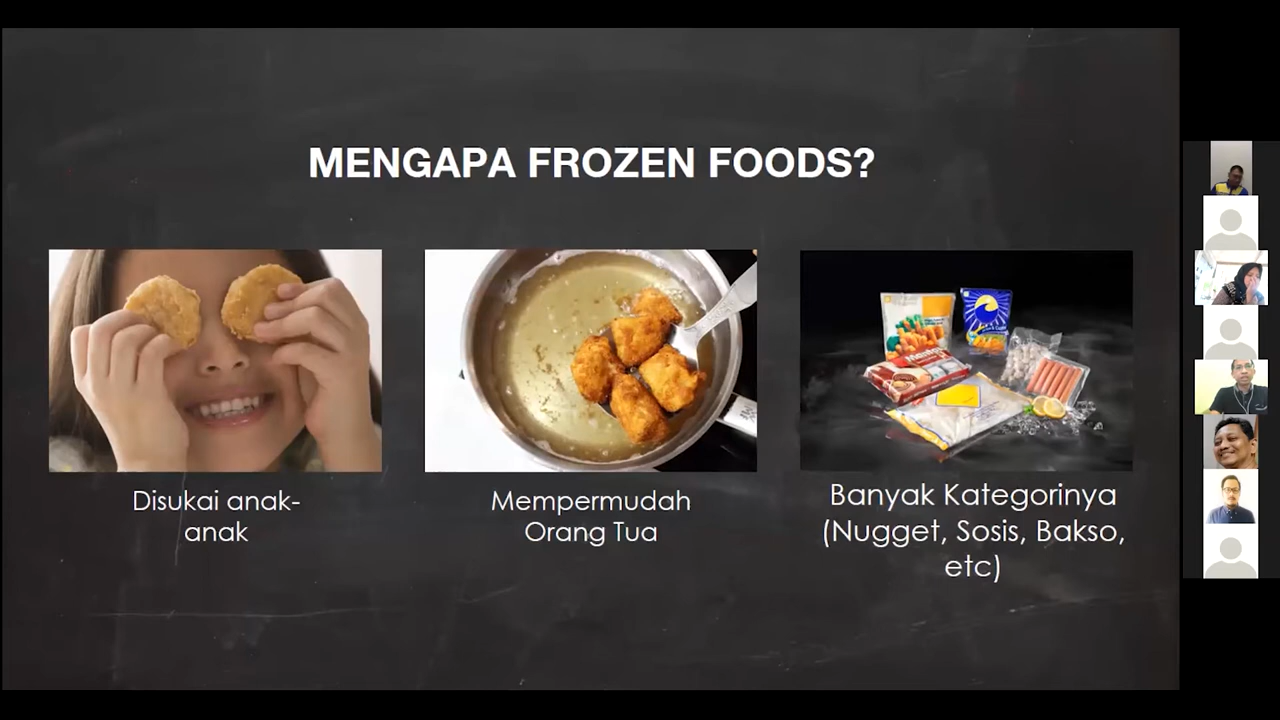 MENGAPA FROZEN FOODS?
Disukai anak-
anak
Mempermudah
Orang Tua
Banyak Kategorinya
(Nugget, Sosis, Bakso,
etc)